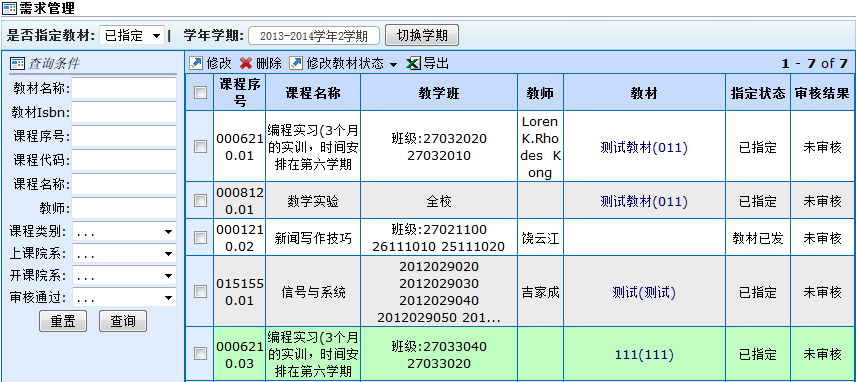 需求管理
是否指定教材: 已指定 | 学年学期: 2013-2014学年2学期 切换学期
查询条件
教材名称:
教材Isbn:
课程序号:
课程代码:
课程名称:
教师:
课程类别: ...
上课院系: ...
开课院系: ...
审核通过: ...
重置 查询
修改 删除 修改教材状态 导出 1 - 7 of 7
课程序号 课程名称 教学班 教师 教材 指定状态 审核结果
0006210.01 编程实习(3个月的实训，时间安排在第六学期 班级:27032020 27032010 Loren K.Rhodes Kong 测试教材(011) 已指定 未审核
0008120.01 数学实验 全校 测试教材(011) 已指定 未审核
0001210.02 新闻写作技巧 班级:27021100 26111010 25111020 饶云江 教材已发 未审核
0151550.01 信号与系统 2012029020 2012029030 2012029040 2012029050 201... 吉家成 测试(测试) 已指定 未审核
0006210.03 编程实习(3个月的实训，时间安排在第六学期 班级:27033040 27033020 111(111) 已指定 未审核